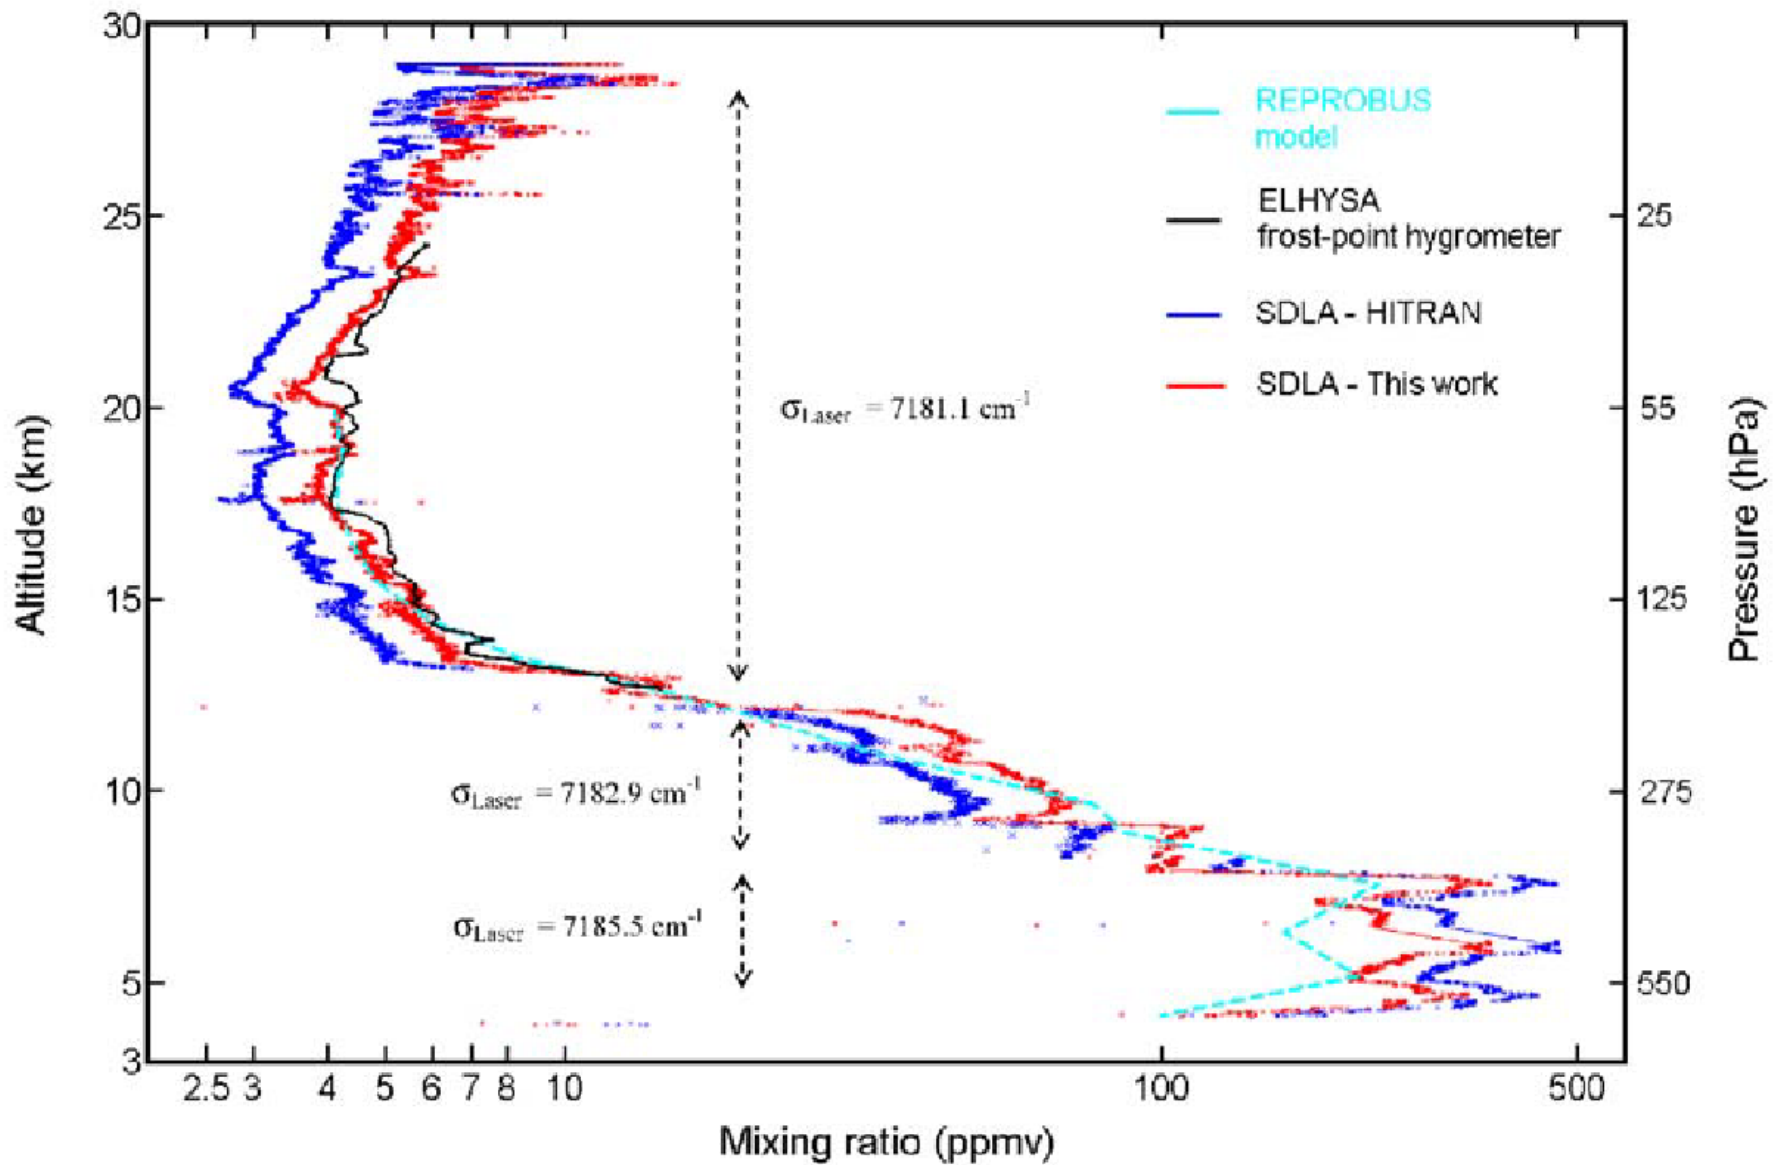 30
25
20
15
10
5
3
Altitude (km)
2.5 3 4 5 6 7 8 10 100 500
Mixing ratio (ppmv)
25
55
125
275
550
Pressure (hPa)
REPROBUS
model
ELHYSA
frost-point hygrometer
SDLA - HITRAN
SDLA - This work
σLaser = 7181.1 cm-1
σLaser = 7182.9 cm-1
σLaser = 7185.5 cm-1